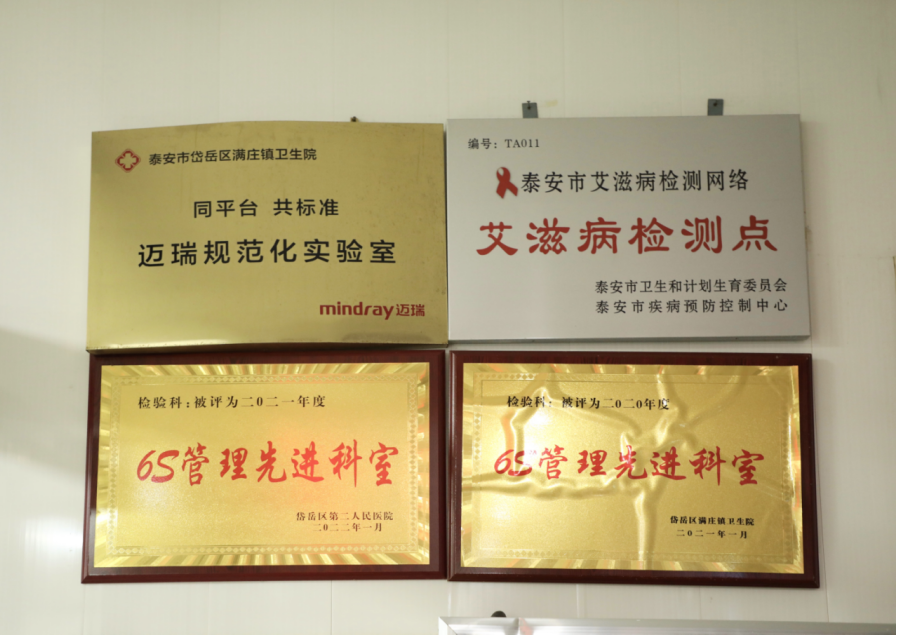 泰安市岱岳区满庄镇卫生院
同平台 共标准
迈瑞规范化实验室
mindray迈瑞
编号：TA011
泰安市艾滋病检测网络
艾滋病检测点
泰安市卫生和计划生育委员会
泰安市疾病预防控制中心
检验科：被评为二〇二一年度
6S管理先进科室
岱岳区第二人民医院
二〇二二年一月
检验科：被评为二〇二〇年度
6S管理先进科室
岱岳区满庄镇卫生院
二〇二一年一月